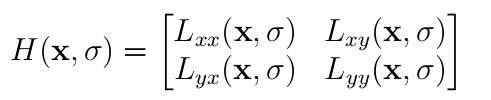 H(x, σ) = [ L_xx(x, σ) L_xy(x, σ)
L_yx(x, σ) L_yy(x, σ) ]